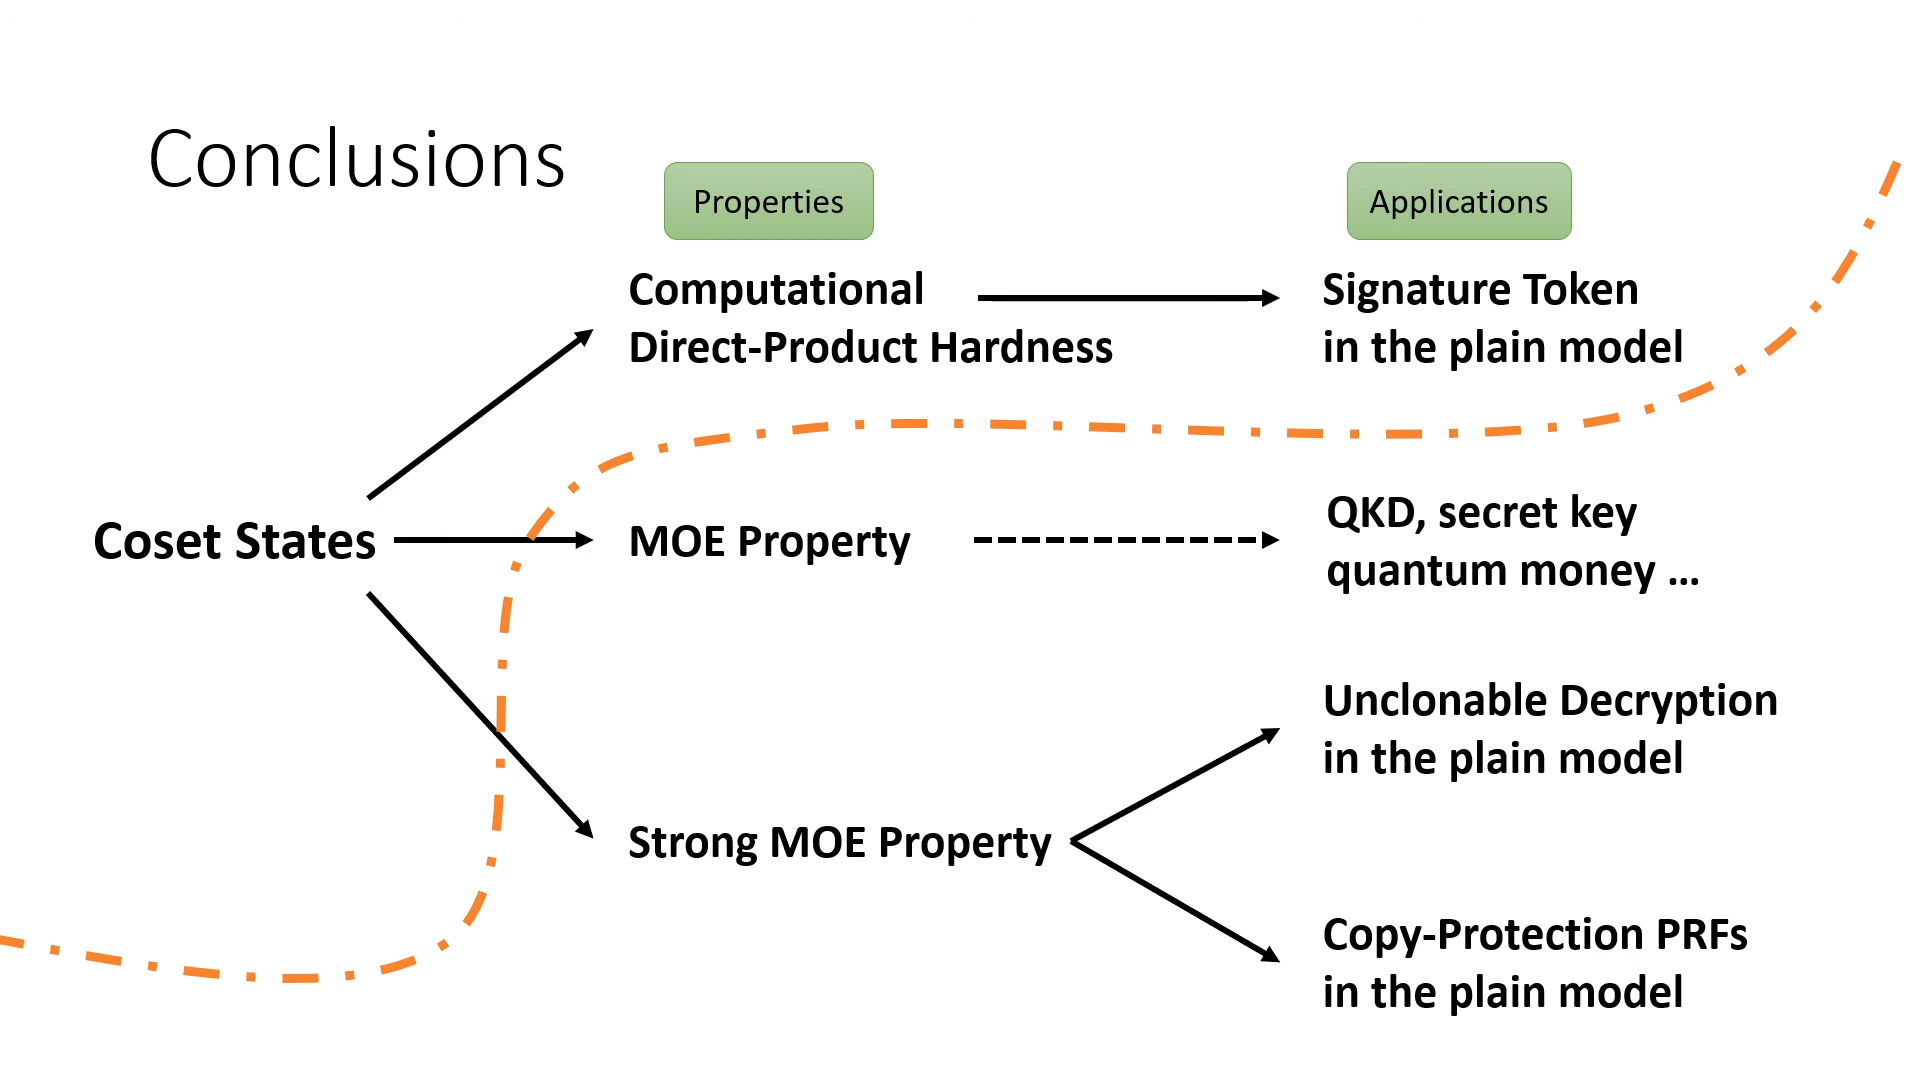 Conclusions
Properties
Applications
Computational
Direct-Product Hardness
Signature Token
in the plain model
Coset States
MOE Property
QKD, secret key
quantum money ...
Strong MOE Property
Unclonable Decryption
in the plain model
Copy-Protection PRFs
in the plain model